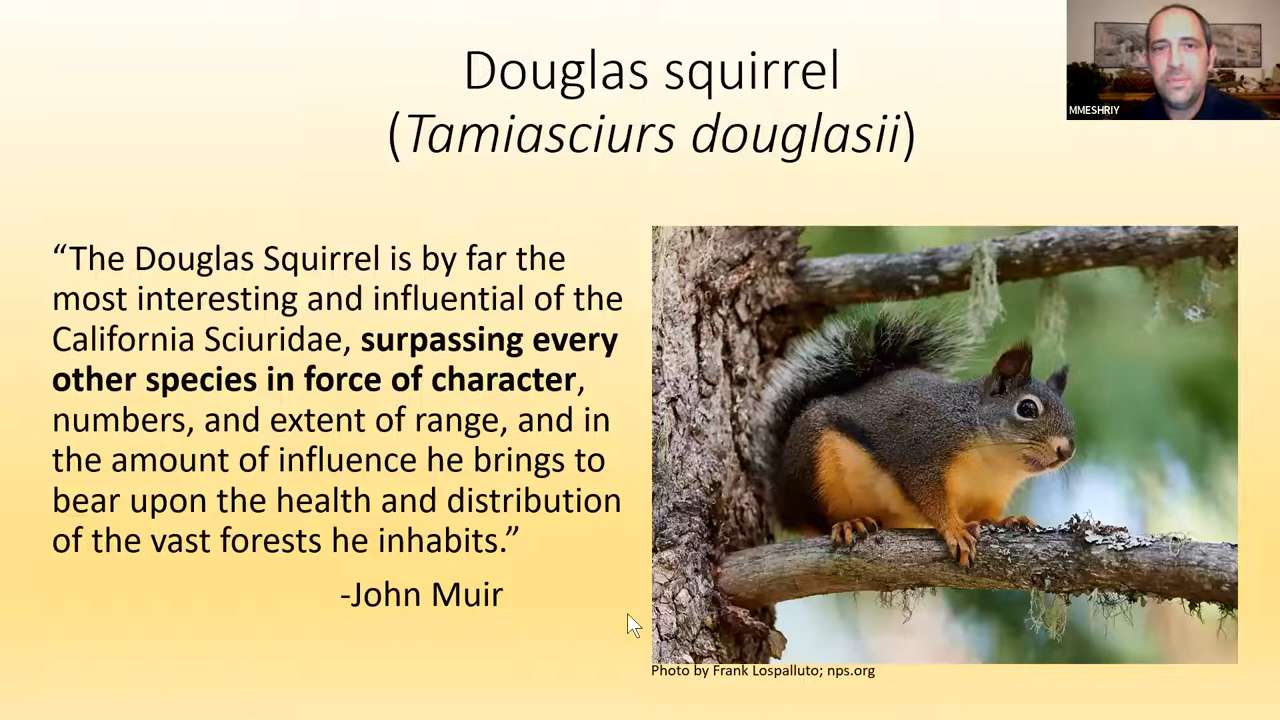 Douglas squirrel
(Tamiasciurs douglasii)
MMESHRIY
“The Douglas Squirrel is by far the
most interesting and influential of the
California Sciuridae, surpassing every
other species in force of character,
numbers, and extent of range, and in
the amount of influence he brings to
bear upon the health and distribution
of the vast forests he inhabits.”
-John Muir
Photo by Frank Lospalluto; nps.org